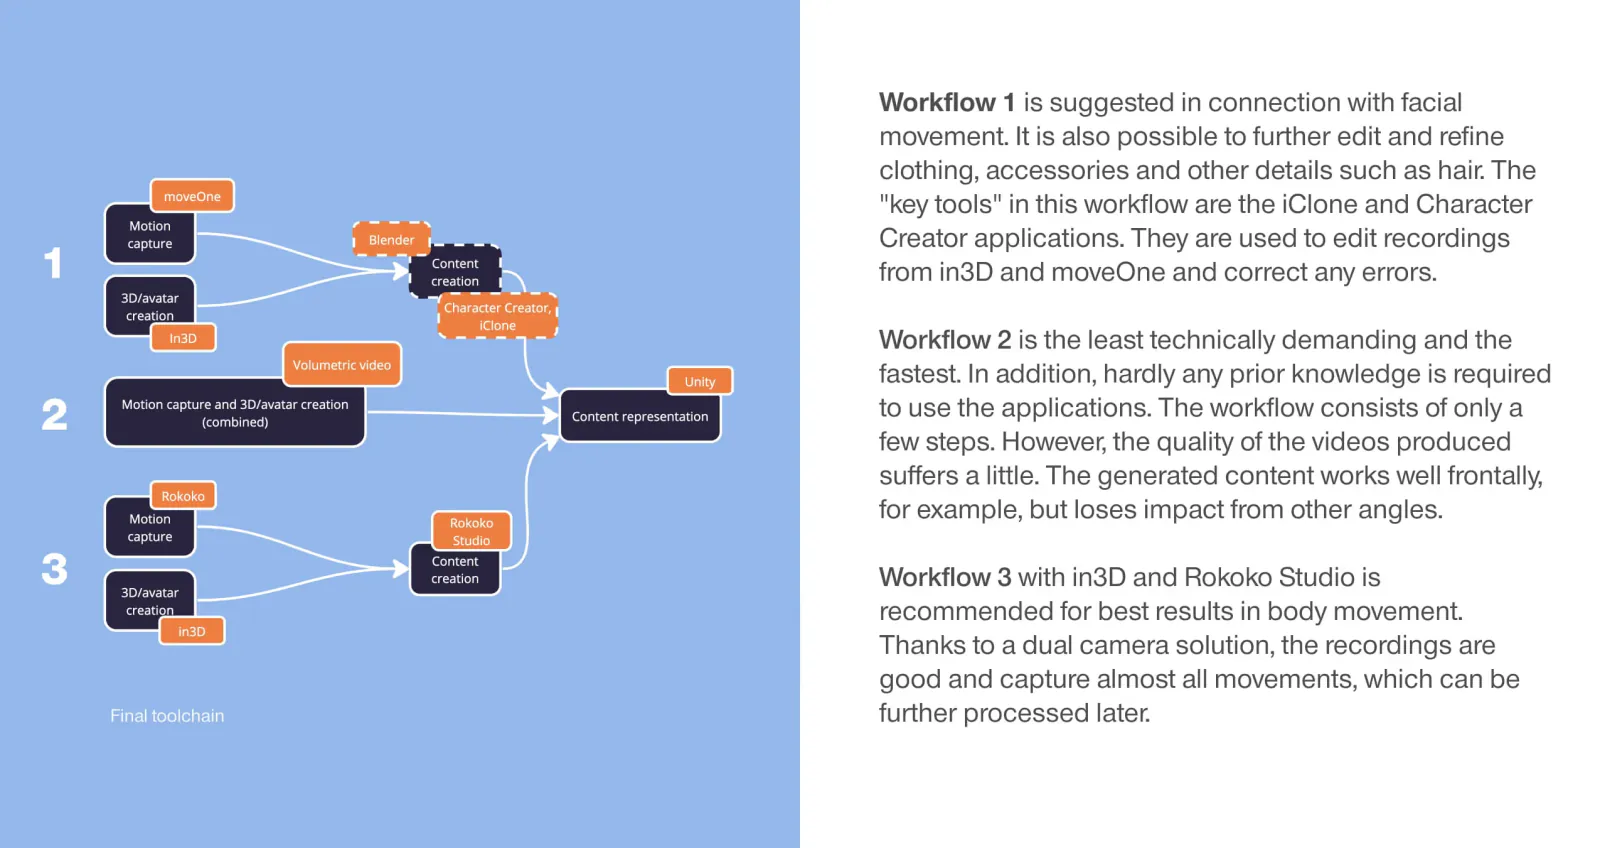 1
moveOne
Motion
capture
3D/avatar
creation
In3D
Blender
Content
creation
Character Creator,
iClone
2
Volumetric video
Motion capture and 3D/avatar creation
(combined)
Unity
Content representation
3
Rokoko
Motion
capture
3D/avatar
creation
in3D
Rokoko
Studio
Content
creation
Final toolchain
Workflow 1 is suggested in connection with facial
movement. It is also possible to further edit and refine
clothing, accessories and other details such as hair. The
"key tools" in this workflow are the iClone and Character
Creator applications. They are used to edit recordings
from in3D and moveOne and correct any errors.
Workflow 2 is the least technically demanding and the
fastest. In addition, hardly any prior knowledge is required
to use the applications. The workflow consists of only a
few steps. However, the quality of the videos produced
suffers a little. The generated content works well frontally,
for example, but loses impact from other angles.
Workflow 3 with in3D and Rokoko Studio is
recommended for best results in body movement.
Thanks to a dual camera solution, the recordings are
good and capture almost all movements, which can be
further processed later.